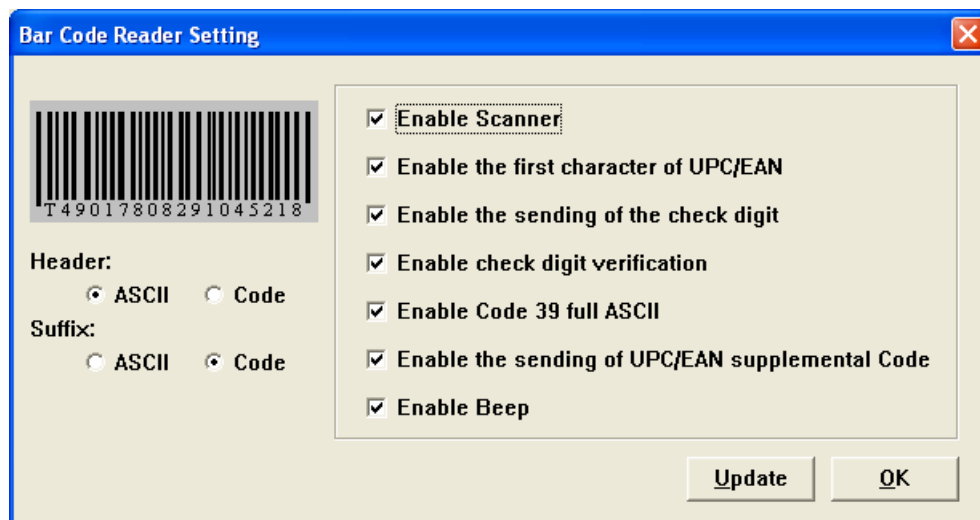 Bar Code Reader Setting
T4901780829104521​8
Header:
ASCII Code
Suffix:
ASCII Code
Enable Scanner
Enable the first character of UPC/EAN
Enable the sending of the check digit
Enable check digit verification
Enable Code 39 full ASCII
Enable the sending of UPC/EAN supplemental Code
Enable Beep
Update OK